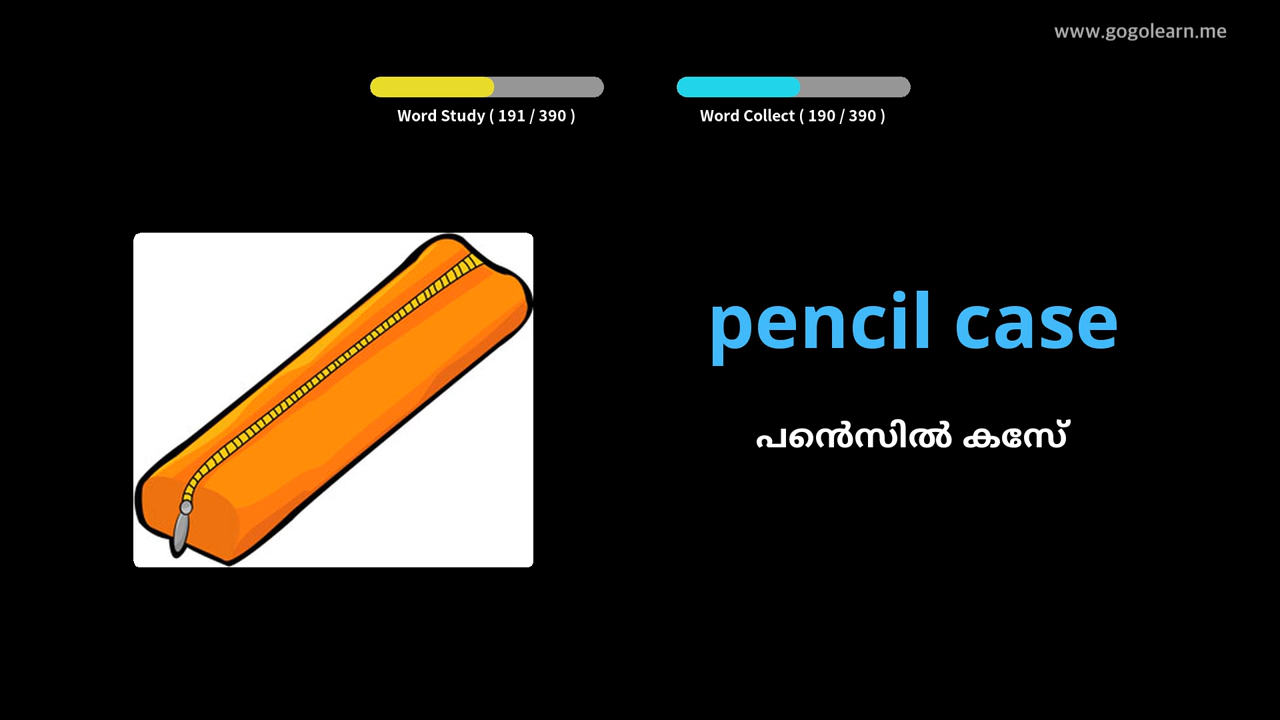 www.gogolearn.me
Word Study ( 191 / 390 )
Word Collect ( 190 / 390 )
pencil case
പെൻസിൽ കേസ്